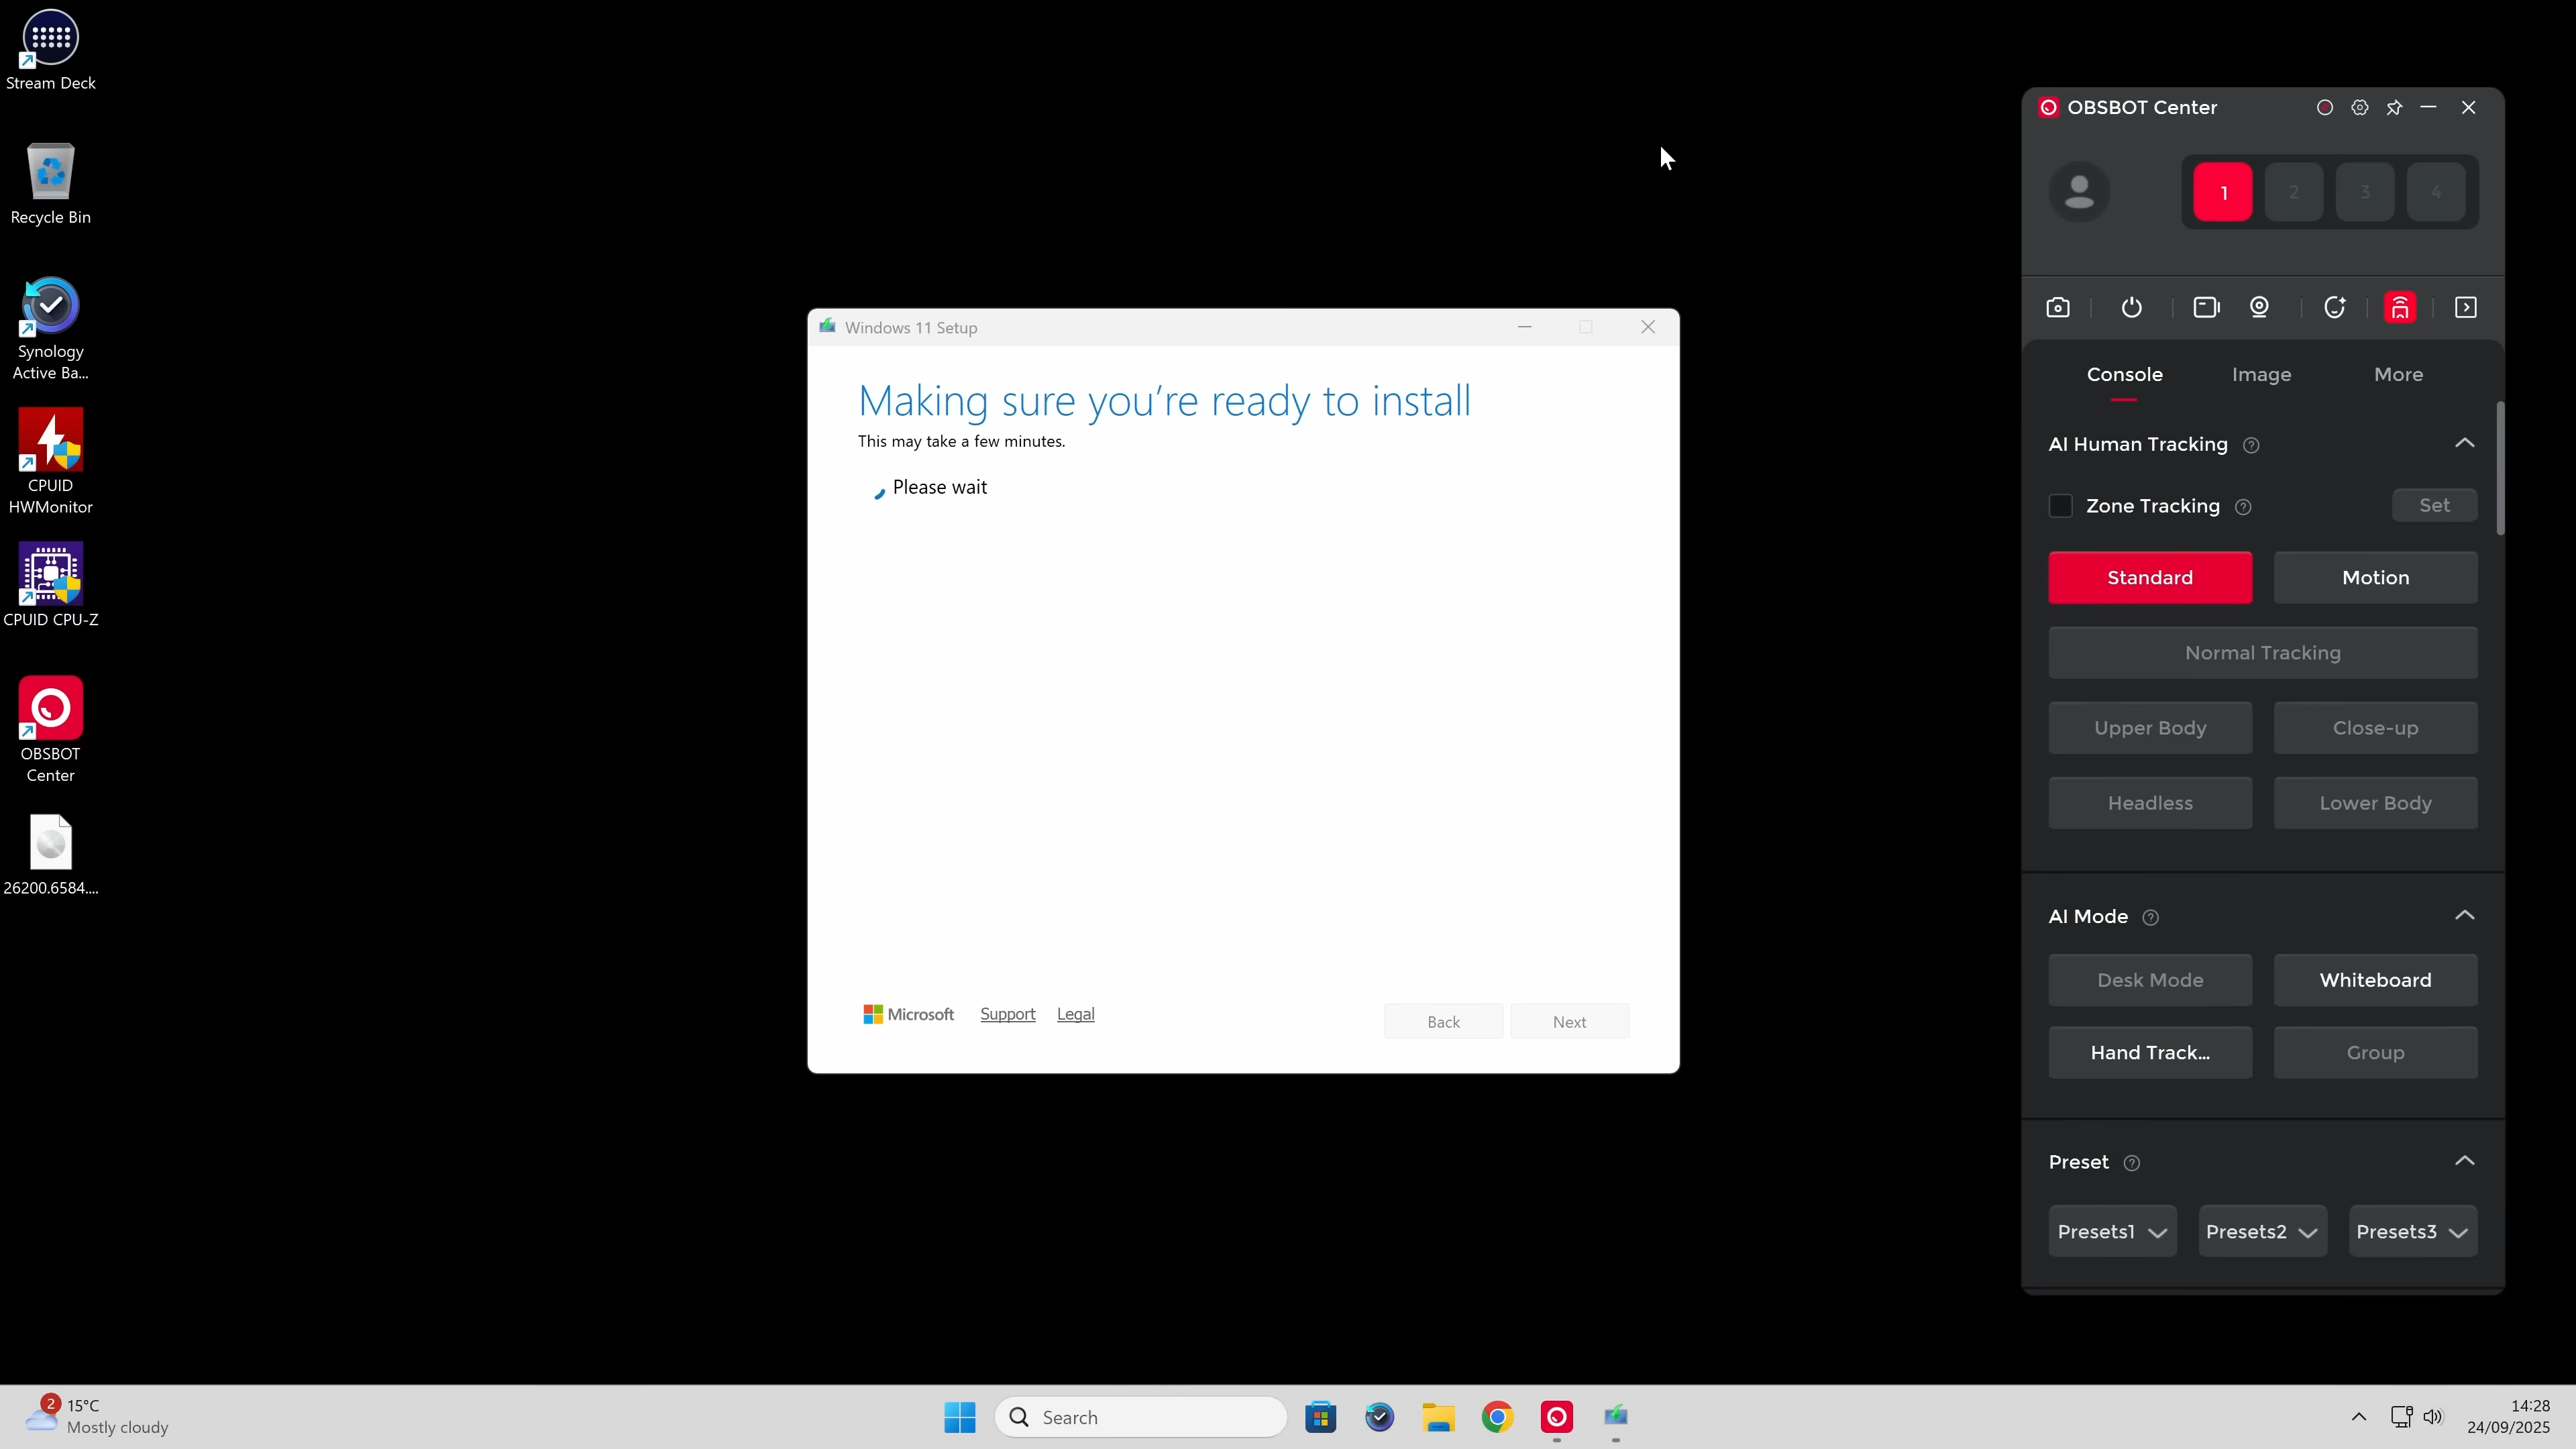 Stream Deck
Recycle Bin
Synology
Active Ba...
CPUID
HWMonitor
CPUID CPU-Z
OBSBOT
Center
26200.6584....
Windows 11 Setup
Making sure you're ready to install
This may take a few minutes.
Please wait
Microsoft
Support
Legal
Back
Next
OBSBOT Center
1
2
3
4
Console
Image
More
AI Human Tracking
Zone Tracking
Set
Standard
Motion
Normal Tracking
Upper Body
Close-up
Headless
Lower Body
AI Mode
Desk Mode
Whiteboard
Hand Track...
Group
Preset
Presets1
Presets2
Presets3
2
15°C
Mostly cloudy
Search
14:28
24/09/2025